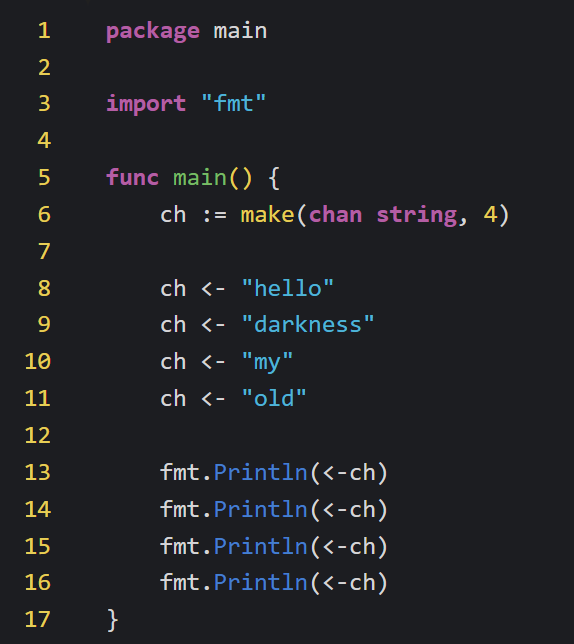 1 package main
2
3 import "fmt"
4
5 func main() {
6     ch := make(chan string, 4)
7
8     ch <- "hello"
9     ch <- "darkness"
10     ch <- "my"
11     ch <- "old"
12
13     fmt.Println(<-ch)
14     fmt.Println(<-ch)
15     fmt.Println(<-ch)
16     fmt.Println(<-ch)
17 }